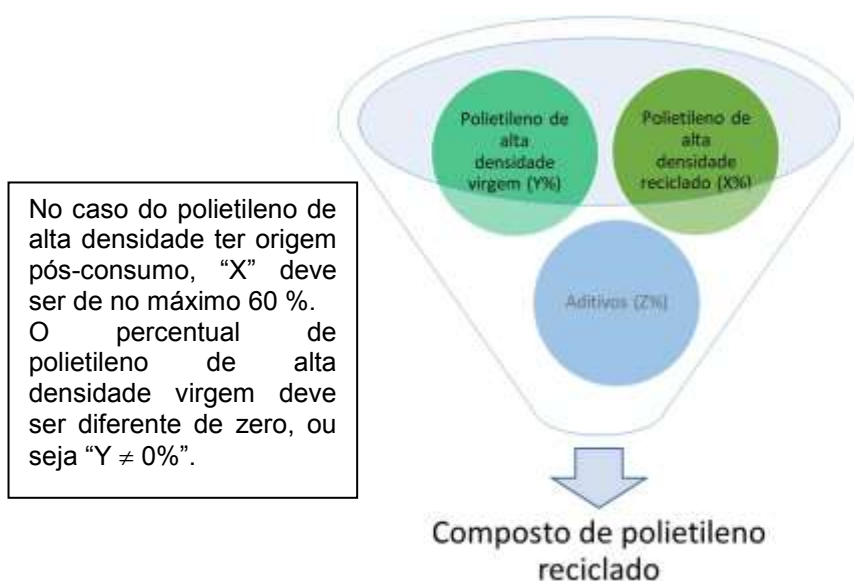 No caso do polietileno de
alta densidade ter origem
pós-consumo, “X” deve
ser de no máximo 60 %.
O percentual de
polietileno de alta
densidade virgem deve
ser diferente de zero, ou
seja “Y ≠ 0%”.
Polietileno de
alta
densidade
virgem (Y%)
Polietileno de
alta
densidade
reciclado (X%)
Aditivos (Z%)
Composto de polietileno
reciclado